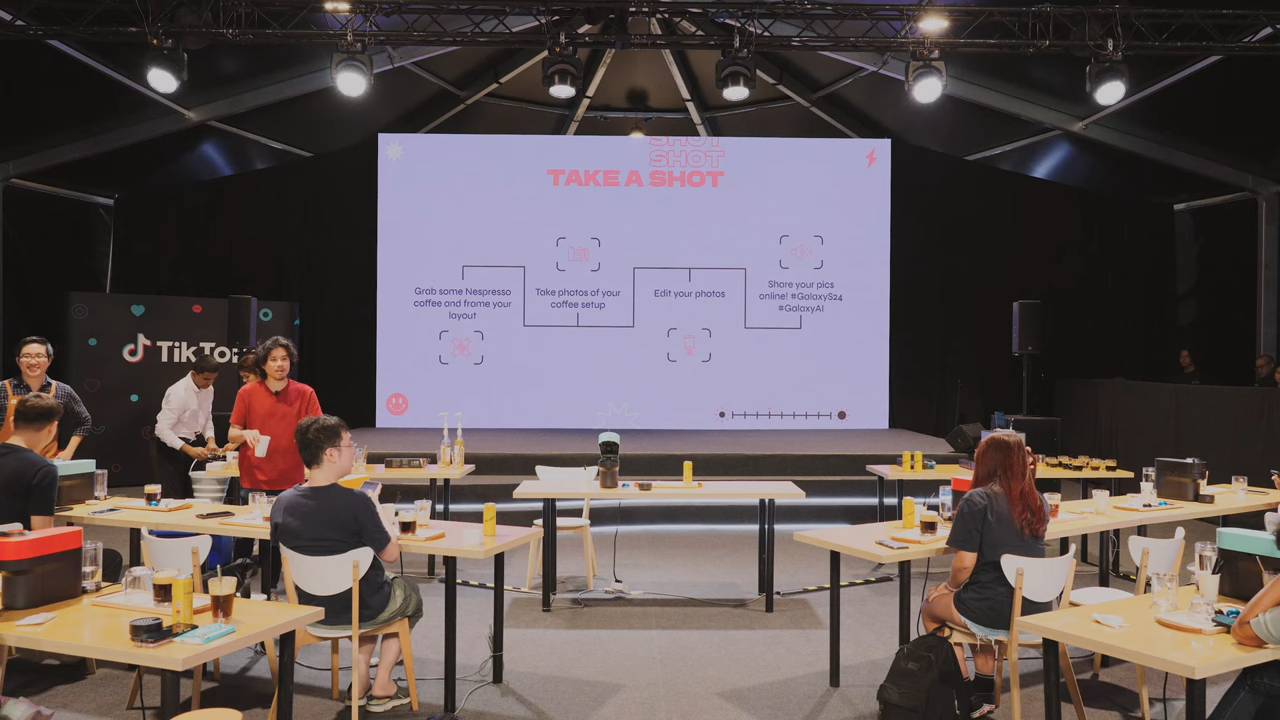 SHOT
SHOT
TAKE A SHOT
Grab some Nespresso
coffee and frame your
layout
Take photos of your
coffee setup
Edit your photos
Share your pics
online! #GalaxyS24
#GalaxyAI
TikTok